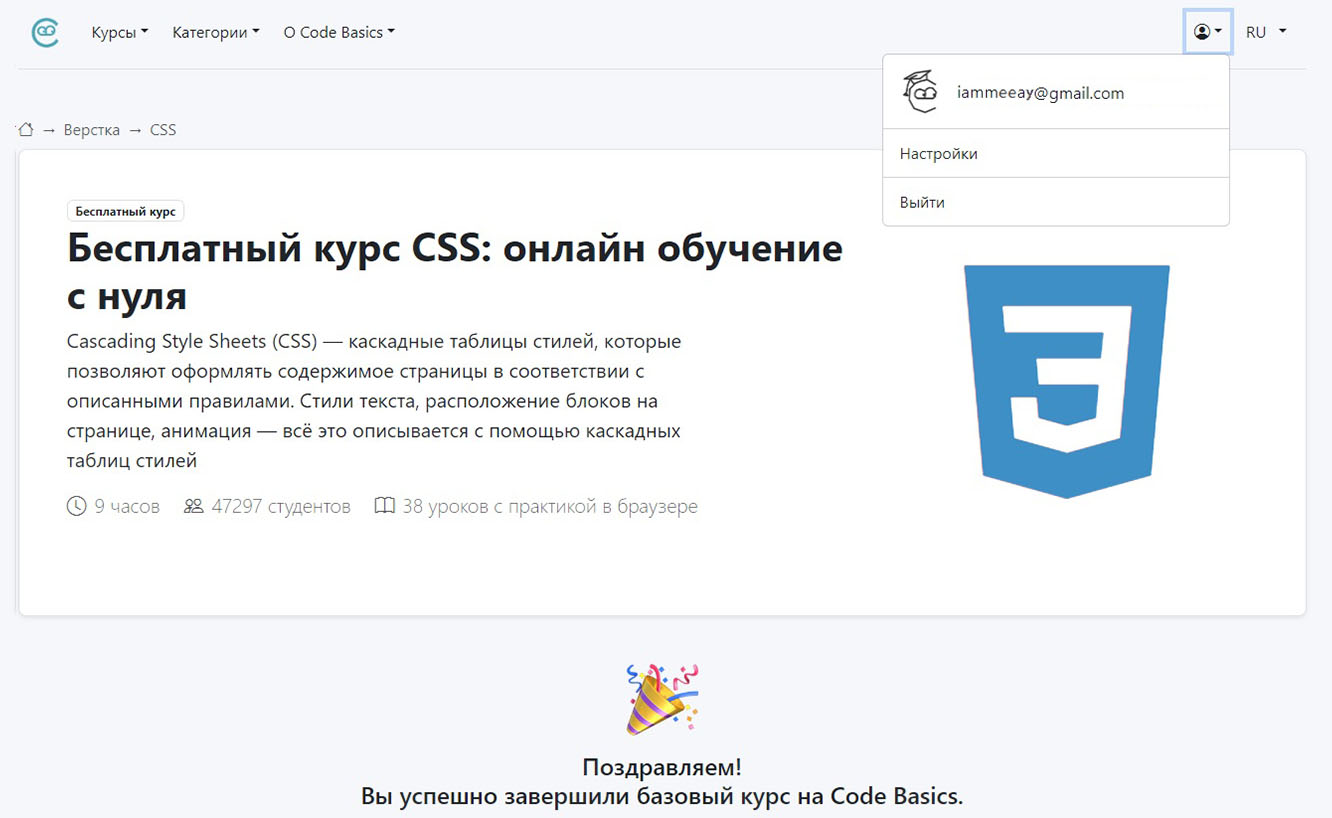 Курсы Категории О Code Basics RU
iammeeay@gmail.com
Настройки
Выйти
→ Верстка → CSS
Бесплатный курс
Бесплатный курс CSS: онлайн обучение
с нуля
Cascading Style Sheets (CSS) — каскадные таблицы стилей, которые
позволяют оформлять содержимое страницы в соответствии с
описанными правилами. Стили текста, расположение блоков на
странице, анимация — всё это описывается с помощью каскадных
таблиц стилей
9 часов 47297 студентов 38 уроков с практикой в браузере
Поздравляем!
Вы успешно завершили базовый курс на Code Basics.